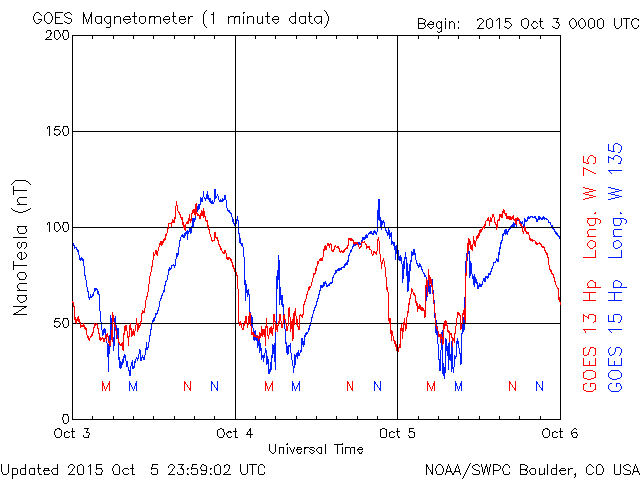 GOES Magnetometer (1 minute data)
Begin: 2015 Oct 3 0000 UTC
200
150
100
50
0
NanoTesla (nT)
M M N N M M N N M M N N
Oct 3 Oct 4 Oct 5 Oct 6
Universal Time
GOES 13 Hp Long. W 75
GOES 15 Hp Long. W 135
Updated 2015 Oct 5 23:59:02 UTC
NOAA/SWPC Boulder, CO USA